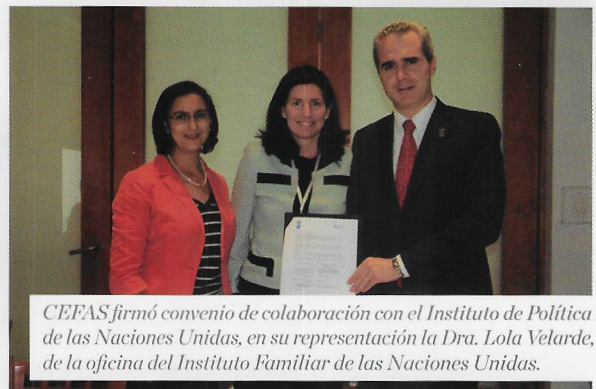 CEFAS firmó convenio de colaboración con el Instituto de Política
de las Naciones Unidas, en su representación la Dra. Lola Velarde,
de la oficina del Instituto Familiar de las Naciones Unidas.